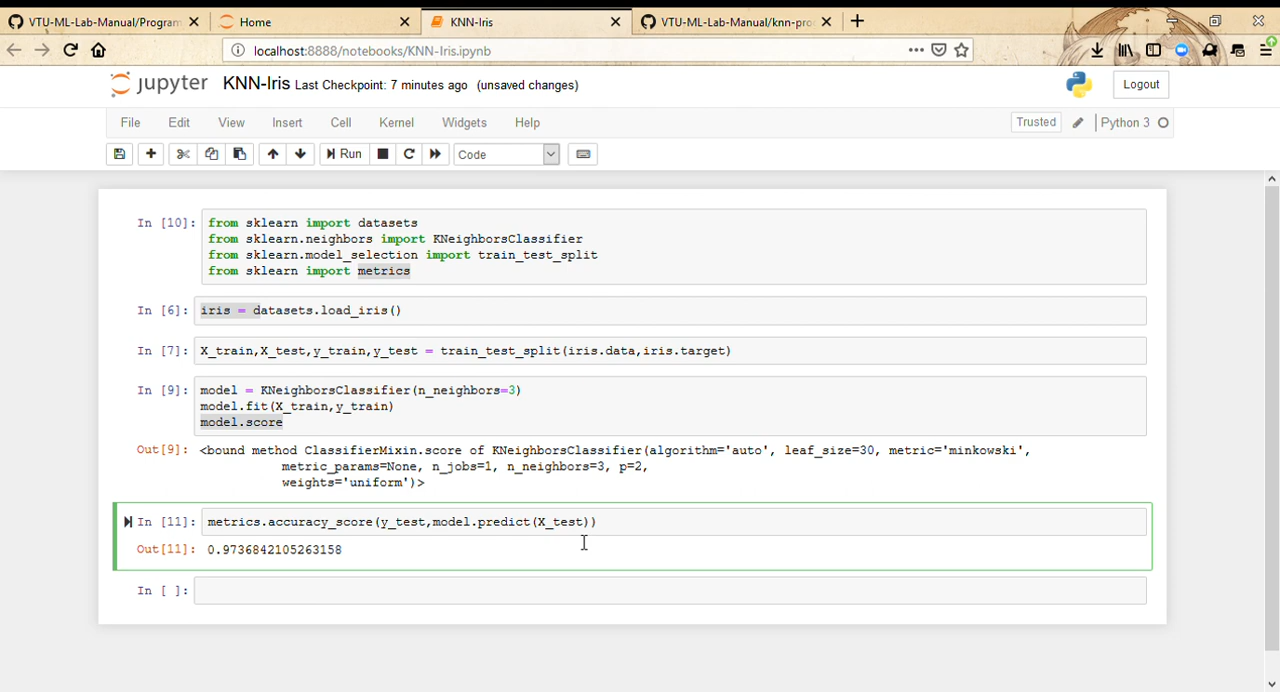 VTU-ML-Lab-Manual/Program
Home
KNN-Iris
VTU-ML-Lab-Manual/knn-pro
localhost:8888/notebooks/KNN-Iris.ipynb
jupyter KNN-Iris Last Checkpoint: 7 minutes ago (unsaved changes)
Logout
File Edit View Insert Cell Kernel Widgets Help
Trusted Python 3
Run Code
In [10]: from sklearn import datasets
from sklearn.neighbors import KNeighborsClassifier
from sklearn.model_selection import train_test_split
from sklearn import metrics
In [6]: iris = datasets.load_iris()
In [7]: X_train,X_test,y_train,y_test = train_test_split(iris.data,iris.target)
In [9]: model = KNeighborsClassifier(n_neighbors=3)
model.fit(X_train,y_train)
model.score
Out[9]: <bound method ClassifierMixin.score of KNeighborsClassifier(algorithm='auto', leaf_size=30, metric='minkowski',
metric_params=None, n_jobs=1, n_neighbors=3, p=2,
weights='uniform')>
In [11]: metrics.accuracy_score(y_test,model.predict(X_test))
Out[11]: 0.9736842105263158
In [ ]: